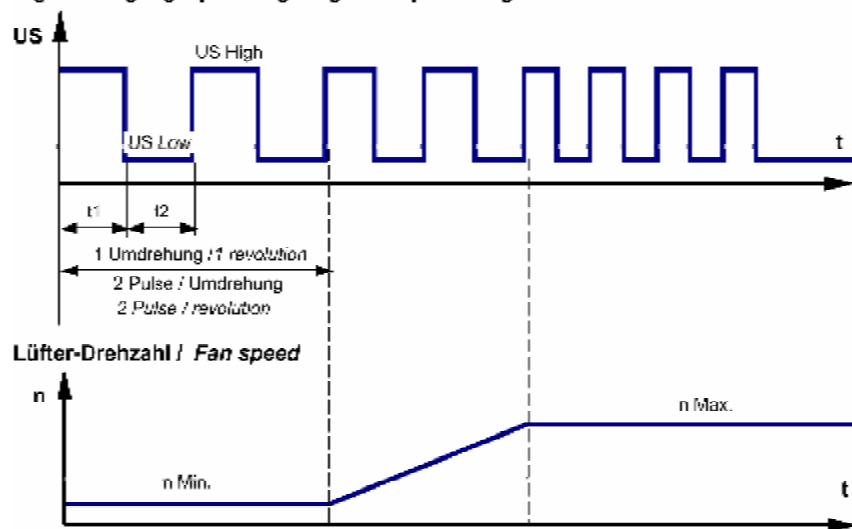 US
US High
US Low
t
t1
t2
1 Umdrehung / 1 revolution
2 Pulse / Umdrehung
2 Pulse / revolution
Lüfter-Drehzahl / Fan speed
n
n Max.
n Min.
t